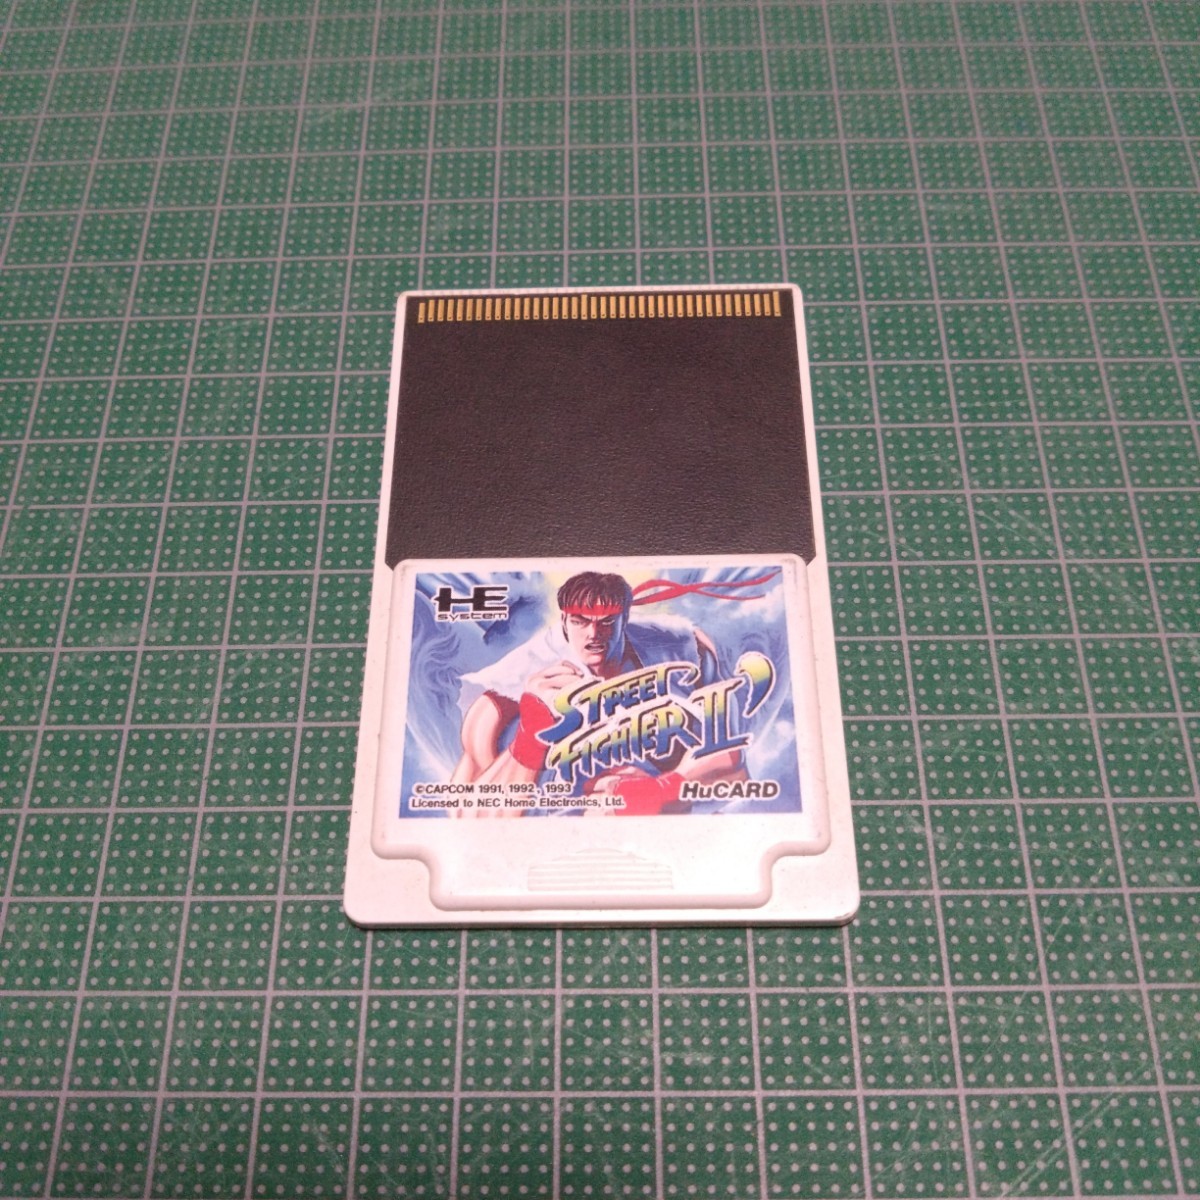 HE
system
STREET
FIGHTER II'
©CAPCOM 1991, 1992, 1993
Licensed to NEC Home Electronics, Ltd.
HuCARD